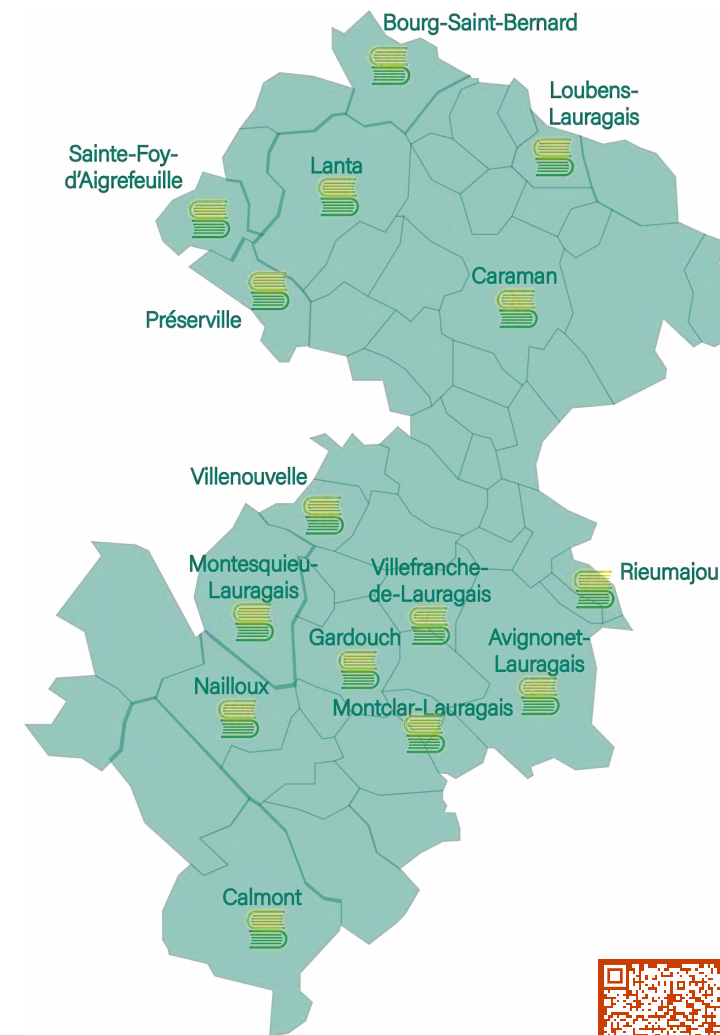 Bourg-Saint-Bernard
Loubens-
Lauragais
Sainte-Foy-
d'Aigrefeuille
Lanta
Caraman
Préserville
Villenouvelle
Montesquieu-
Lauragais
Villefranche-
de-Lauragais
Rieumajou
Gardouch
Avignonet-
Lauragais
Nailloux
Montclar-Lauragais
Calmont